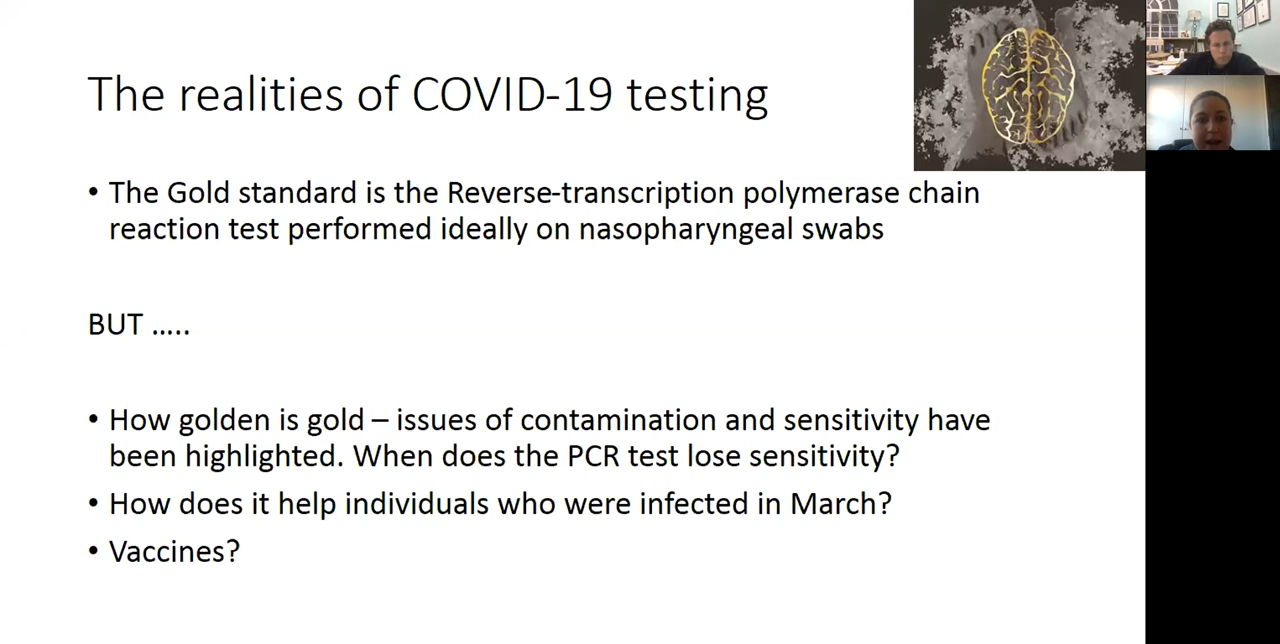 The realities of COVID-19 testing
• The Gold standard is the Reverse-transcription polymerase chain
reaction test performed ideally on nasopharyngeal swabs
BUT .....
• How golden is gold – issues of contamination and sensitivity have
been highlighted. When does the PCR test lose sensitivity?
• How does it help individuals who were infected in March?
• Vaccines?